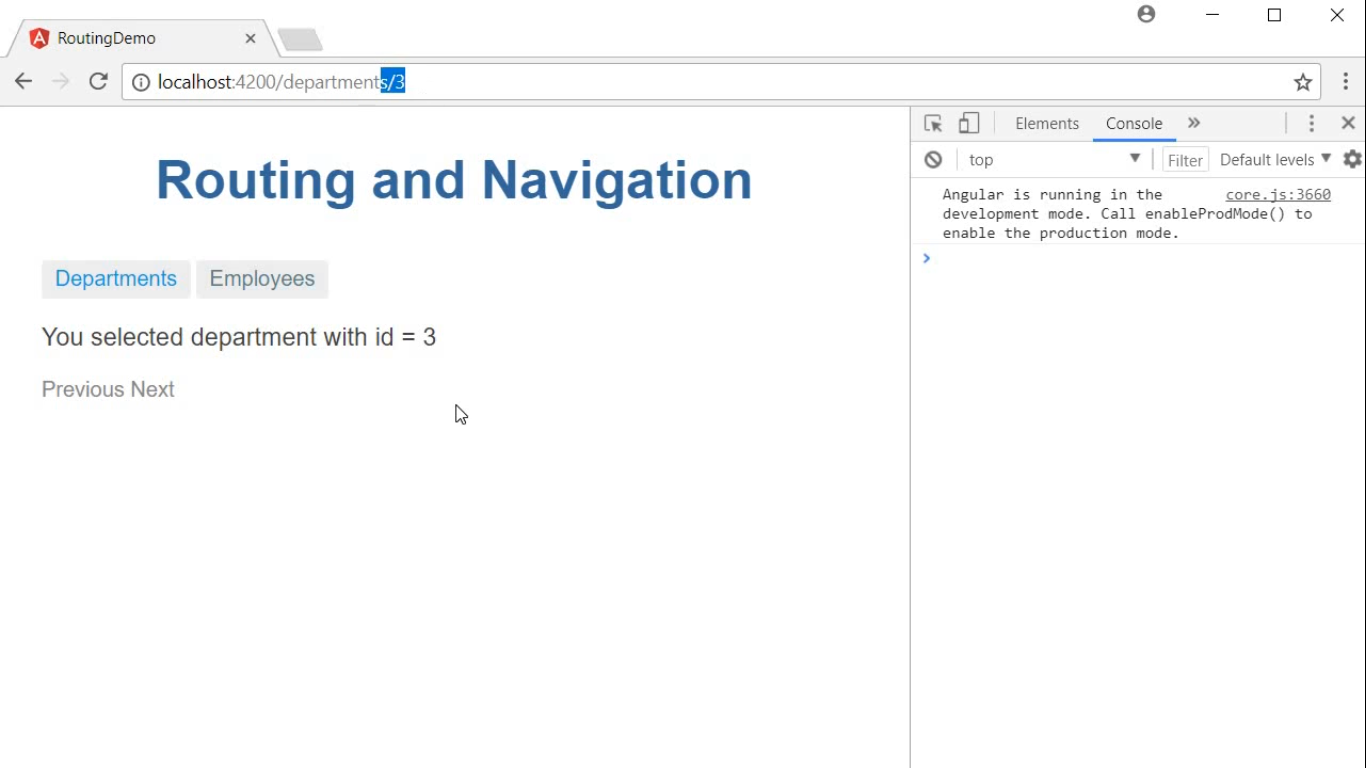 RoutingDemo
localhost:4200/departments/3
Routing and Navigation
Departments Employees
You selected department with id = 3
Previous Next
Elements Console »
top Filter Default levels
Angular is running in the core.js:3660
development mode. Call enableProdMode() to
enable the production mode.